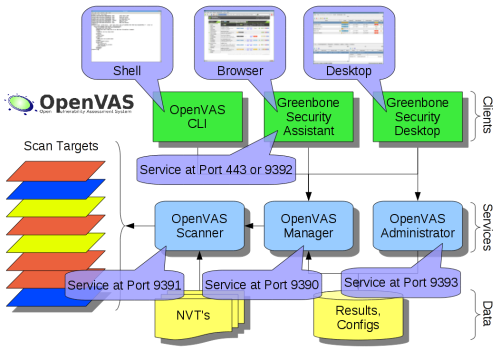 Shell
Browser
Desktop
OpenVAS
Open Vulnerability Assessment System
OpenVAS
CLI
Greenbone
Security
Assistant
Greenbone
Security
Desktop
Clients
Scan Targets
Service at Port 443 or 9392
OpenVAS
Scanner
OpenVAS
Manager
OpenVAS
Administrator
Services
Service at Port 9391
Service at Port 9390
Service at Port 9393
NVT's
Results,
Configs
Data